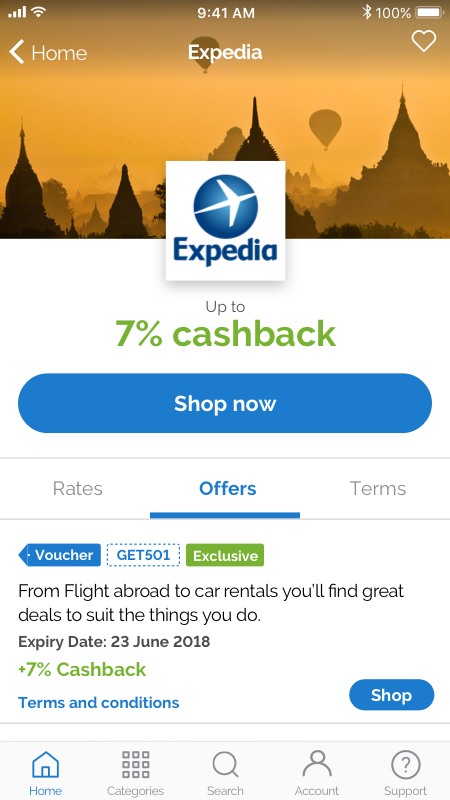 9:41 AM 100%
Home Expedia
Expedia
Up to
7% cashback
Shop now
Rates Offers Terms
Voucher GET501 Exclusive
From Flight abroad to car rentals you'll find great
deals to suit the things you do.
Expiry Date: 23 June 2018
+7% Cashback
Terms and conditions Shop
Home Categories Search Account Support